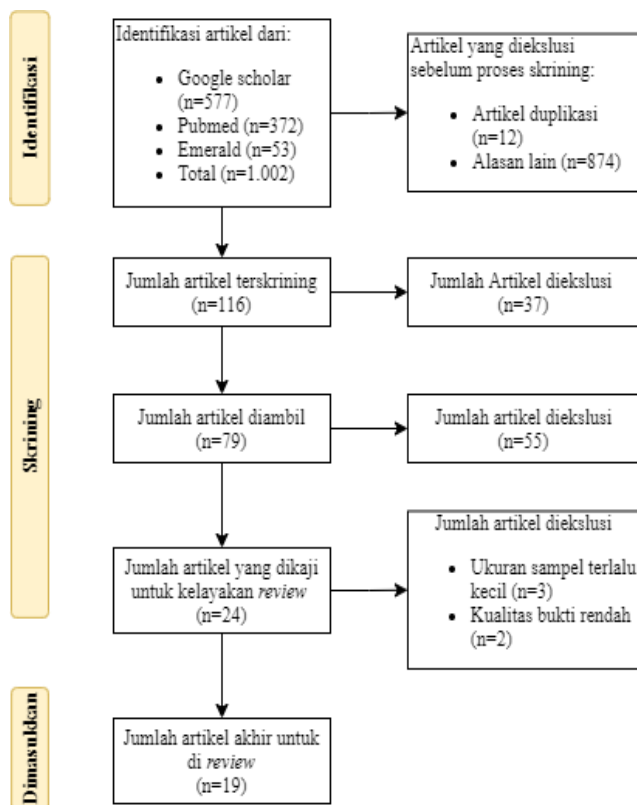 Identifikasi
Identifikasi artikel dari:
• Google scholar
(n=577)
• Pubmed (n=372)
• Emerald (n=53)
• Total (n=1.002)
Artikel yang diekslusi
sebelum proses skrining:
• Artikel duplikasi
(n=12)
• Alasan lain (n=874)
Skrining
Jumlah artikel terskrining
(n=116)
Jumlah Artikel diekslusi
(n=37)
Jumlah artikel diambil
(n=79)
Jumlah artikel diekslusi
(n=55)
Jumlah artikel yang dikaji
untuk kelayakan review
(n=24)
Jumlah artikel diekslusi
• Ukuran sampel terlalu
kecil (n=3)
• Kualitas bukti rendah
(n=2)
Dimasukkan
Jumlah artikel akhir untuk
di review
(n=19)